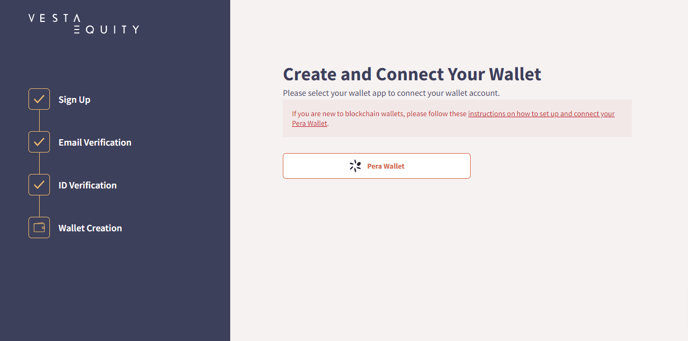 VESTA
EQUITY
Sign Up
Email Verification
ID Verification
Wallet Creation
Create and Connect Your Wallet
Please select your wallet app to connect your wallet account.
If you are new to blockchain wallets, please follow these instructions on how to set up and connect your
Pera Wallet.
Pera Wallet